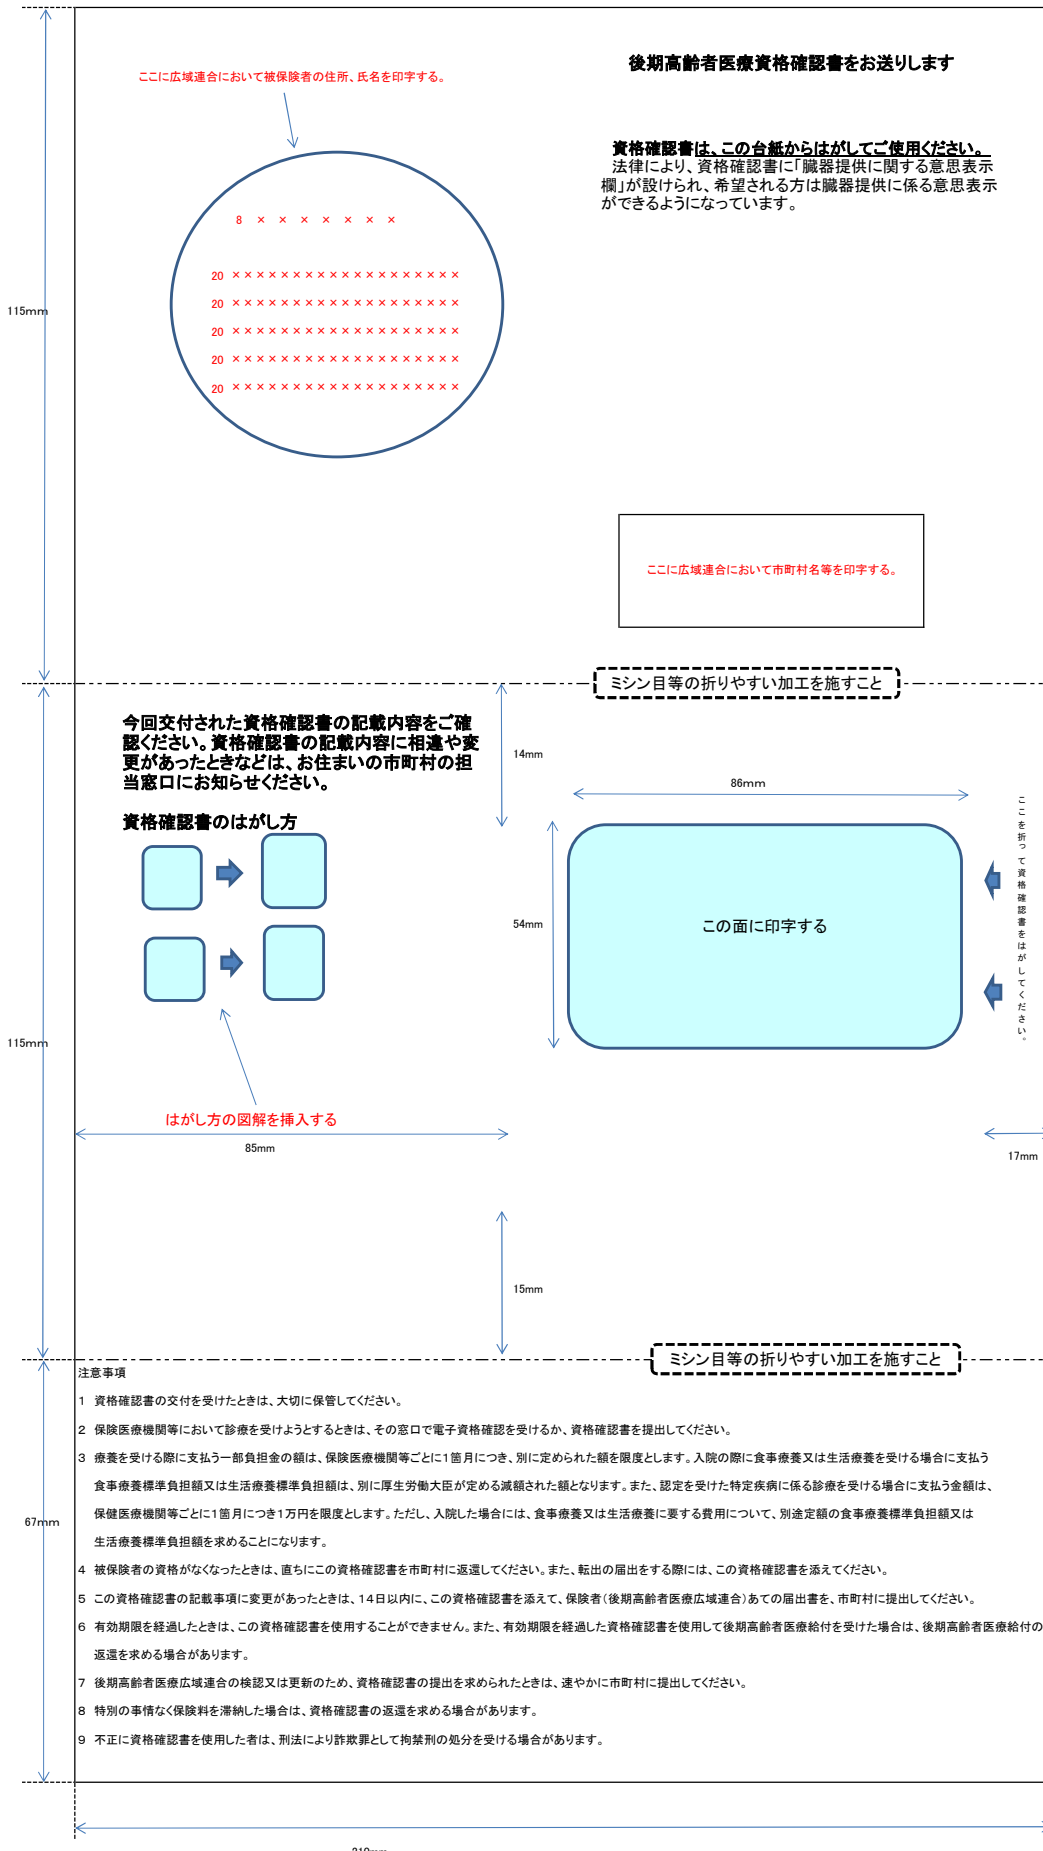 後期高齢者医療資格確認書をお送りします
ここに広域連合において被保険者の住所、氏名を印字する。
資格確認書は、この台紙からはがしてご使用ください。
法律により、資格確認書に「臓器提供に関する意思表示
欄」が設けられ、希望される方は臓器提供に係る意思表示
ができるようになっています。
8 × × × × × × ×
20 × × × × × × × × × × × × × × × × × × ×
20 × × × × × × × × × × × × × × × × × × ×
20 × × × × × × × × × × × × × × × × × × ×
20 × × × × × × × × × × × × × × × × × × ×
20 × × × × × × × × × × × × × × × × × × ×
115mm
ここに広域連合において市町村名等を印字する。
ミシン目等の折りやすい加工を施すこと
今回交付された資格確認書の記載内容をご確
認ください。資格確認書の記載内容に相違や変
更があったときなどは、お住まいの市町村の担
当窓口にお知らせください。
資格確認書のはがし方
14mm
86mm
54mm
この面に印字する
ここを折って資格確認書をはがしてください。
115mm
はがし方の図解を挿入する
85mm
17mm
15mm
ミシン目等の折りやすい加工を施すこと
注意事項
1 資格確認書の交付を受けたときは、大切に保管してください。
2 保険医療機関等において診療を受けようとするときは、その窓口で電子資格確認を受けるか、資格確認書を提出してください。
3 療養を受ける際に支払う一部負担金の額は、保険医療機関等ごとに1箇月につき、別に定められた額を限度とします。入院の際に食事療養又は生活療養を受ける場合に支払う
食事療養標準負担額又は生活療養標準負担額は、別に厚生労働大臣が定める減額された額となります。また、認定を受けた特定疾病に係る診療を受ける場合に支払う金額は、
保健医療機関等ごとに1箇月につき1万円を限度とします。ただし、入院した場合には、食事療養又は生活療養に要する費用について、別途定額の食事療養標準負担額又は
生活療養標準負担額を求めることになります。
67mm
4 被保険者の資格がなくなったときは、直ちにこの資格確認書を市町村に返還してください。また、転出の届出をする際には、この資格確認書を添えてください。
5 この資格確認書の記載事項に変更があったときは、14日以内に、この資格確認書を添えて、保険者(後期高齢者医療広域連合)あての届出書を、市町村に提出してください。
6 有効期限を経過したときは、この資格確認書を使用することができません。また、有効期限を経過した資格確認書を使用して後期高齢者医療給付を受けた場合は、後期高齢者医療給付の
返還を求める場合があります。
7 後期高齢者医療広域連合の検認又は更新のため、資格確認書の提出を求められたときは、速やかに市町村に提出してください。
8 特別の事情なく保険料を滞納した場合は、資格確認書の返還を求める場合があります。
9 不正に資格確認書を使用した者は、刑法により詐欺罪として拘禁刑の処分を受ける場合があります。